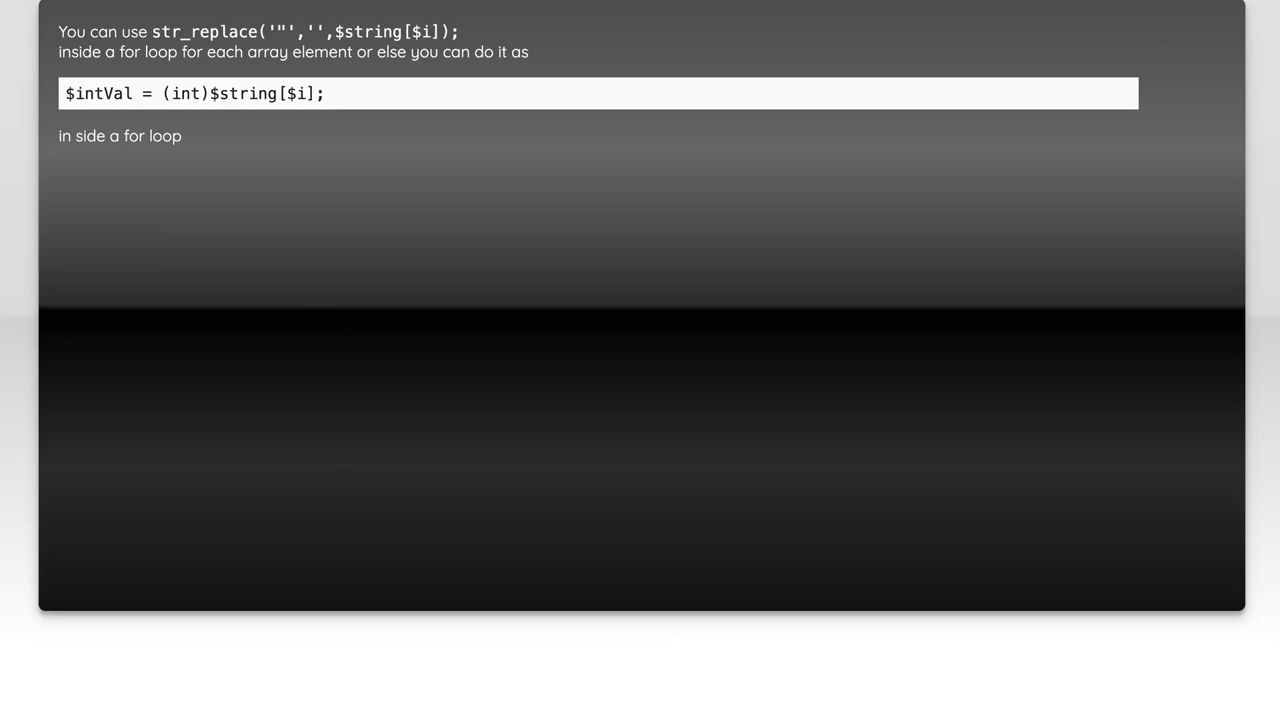 You can use str_replace('"','',$string[$i]);
inside a for loop for each array element or else you can do it as
$intVal = (int)$string[$i];
in side a for loop